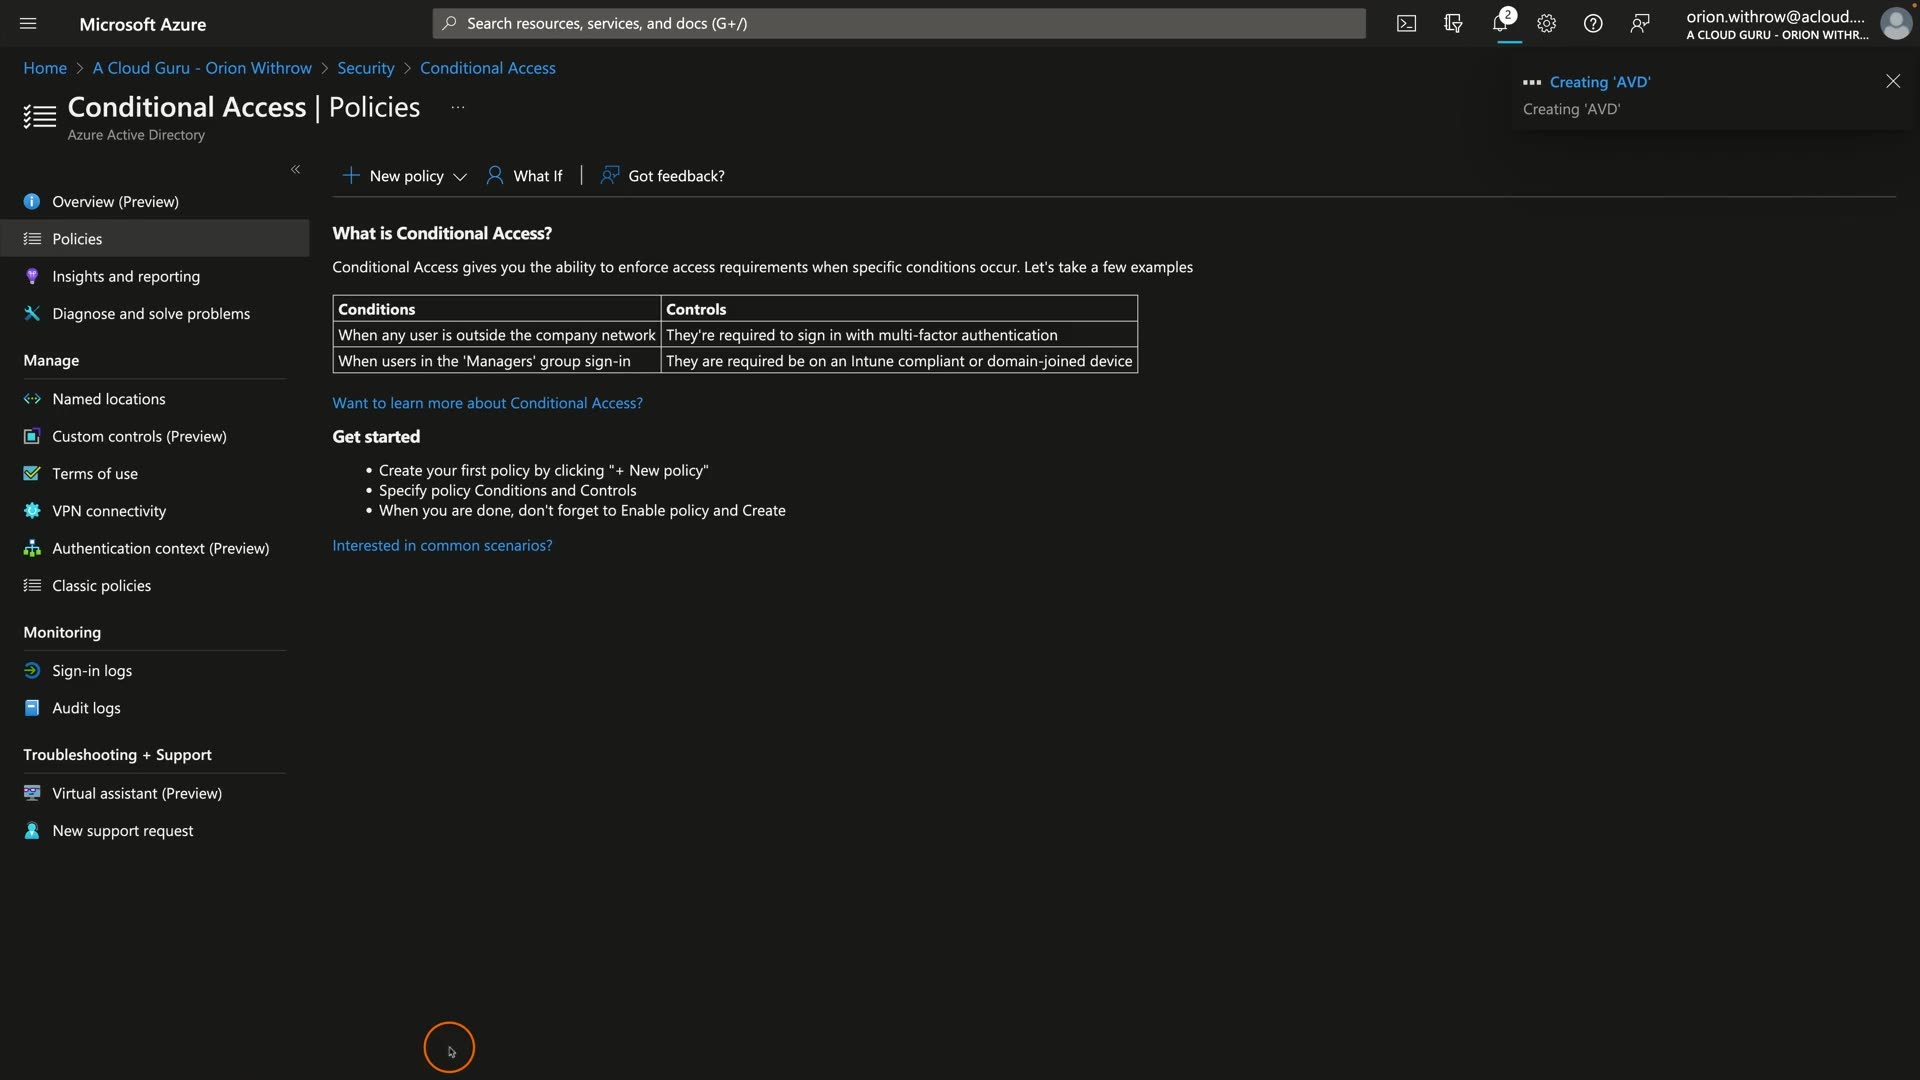 Microsoft Azure
Search resources, services, and docs (G+/)
2
orion.withrow@acloud....
A CLOUD GURU - ORION WITHR...
Home > A Cloud Guru - Orion Withrow > Security > Conditional Access
Creating 'AVD'
Creating 'AVD'
Conditional Access | Policies
...
Azure Active Directory
New policy
What If
Got feedback?
Overview (Preview)
Policies
Insights and reporting
Diagnose and solve problems
Manage
Named locations
Custom controls (Preview)
Terms of use
VPN connectivity
Authentication context (Preview)
Classic policies
Monitoring
Sign-in logs
Audit logs
Troubleshooting + Support
Virtual assistant (Preview)
New support request
What is Conditional Access?
Conditional Access gives you the ability to enforce access requirements when specific conditions occur. Let's take a few examples
Conditions Controls
When any user is outside the company network They're required to sign in with multi-factor authentication
When users in the 'Managers' group sign-in They are required be on an Intune compliant or domain-joined device
Want to learn more about Conditional Access?
Get started
• Create your first policy by clicking "+ New policy"
• Specify policy Conditions and Controls
• When you are done, don't forget to Enable policy and Create
Interested in common scenarios?